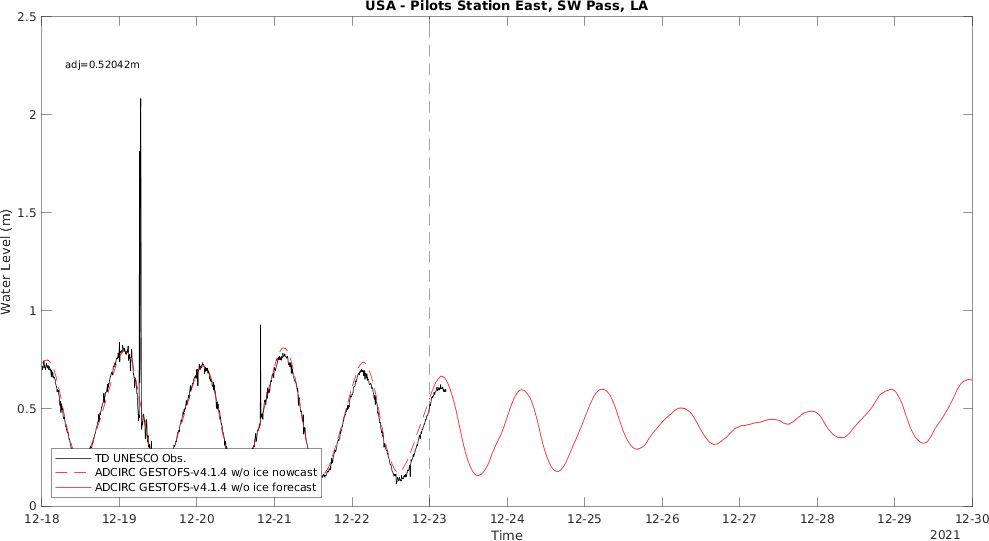 USA - Pilots Station East, SW Pass, LA
adj=0.52042m
Water Level (m)
2.5
2
1.5
1
0.5
0
TD UNESCO Obs.
ADCIRC GESTOFS-v4.1.4 w/o ice nowcast
ADCIRC GESTOFS-v4.1.4 w/o ice forecast
12-18 12-19 12-20 12-21 12-22 12-23 12-24 12-25 12-26 12-27 12-28 12-29 12-30
Time
2021